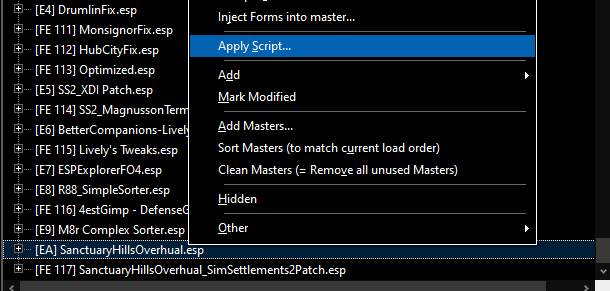 [E4] DrumlinFix.esp
[FE 111] MonsignorFix.esp
[FE 112] HubCityFix.esp
[FE 113] Optimized.esp
[E5] SS2_XDI Patch.esp
[FE 114] SS2_MagnussonTerm
[E6] BetterCompanions-Lively
[FE 115] Lively's Tweaks.esp
[E7] ESPExplorerFO4.esp
[E8] R88_SimpleSorter.esp
[FE 116] 4estGimp - DefenseG
[E9] M8r Complex Sorter.esp
[EA] SanctuaryHillsOverhual.esp
[FE 117] SanctuaryHillsOverhual_SimSettlements2Patch.esp
Inject Forms into master...
Apply Script...
Add
Mark Modified
Add Masters...
Sort Masters (to match current load order)
Clean Masters (= Remove all unused Masters)
Hidden
Other